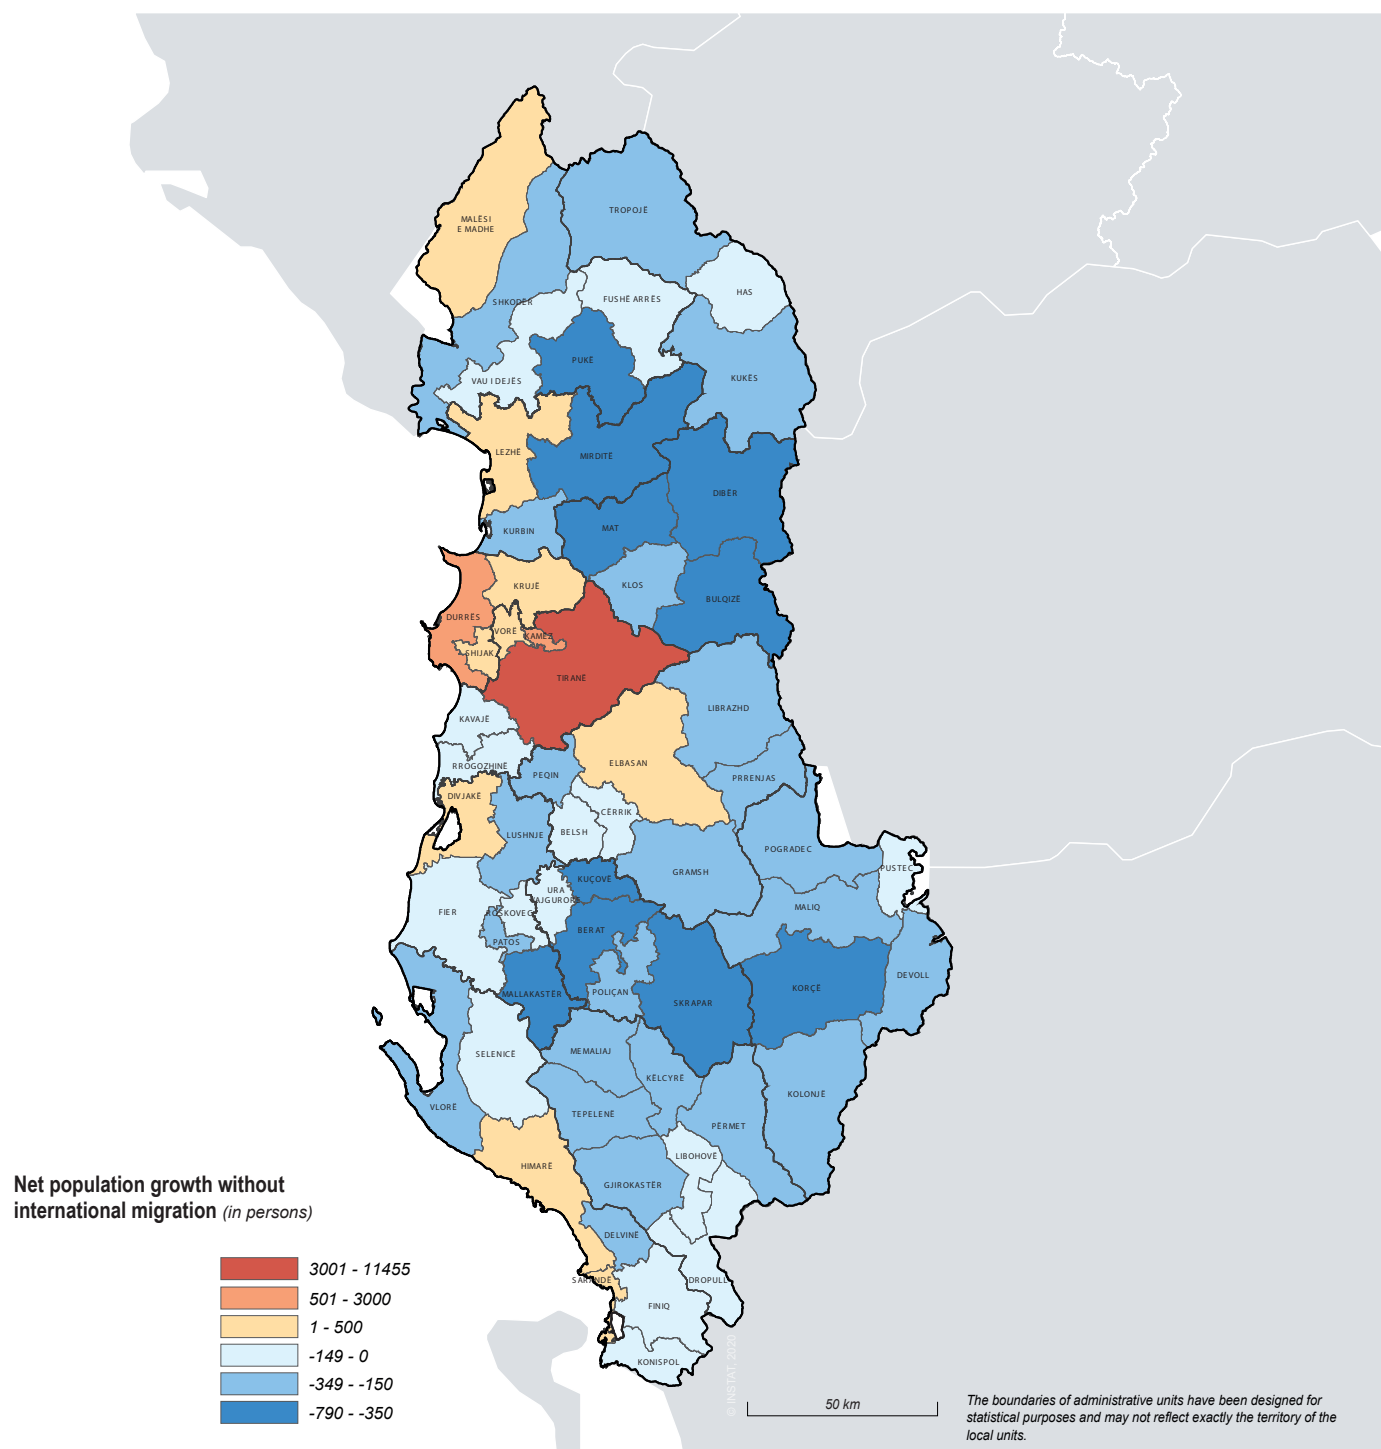 MALËSI
E MADHE
TROPOJË
HAS
SHKODËR
FUSHË ARRËS
PUKË
KUKËS
VAU I DEJËS
LEZHË
MIRDITË
DIBËR
KURBIN
MAT
KRUJË
KLOS
BULQIZË
DURRËS
VORË
KAMËZ
SHIJAK
TIRANË
LIBRAZHD
KAVAJË
RROGOZHINË
ELBASAN
PEQIN
PRRENJAS
DIVJAKË
CËRRIK
LUSHNJE
BELSH
POGRADEC
PUSTEC
GRAMSH
KUÇOVË
URA
VAJGURORE
MALIQ
FIER
ROSKOVEC
BERAT
PATOS
DEVOLL
POLIÇAN
MALLAKASTËR
SKRAPAR
KORÇË
SELENICË
MEMALIAJ
KËLCYRË
KOLONJË
VLORË
TEPELENË
PËRMET
LIBOHOVË
HIMARË
GJIROKASTËR
DELVINË
SARANDË
DROPULL
FINIQ
KONISPOL
Net population growth without
international migration (in persons)
3001 - 11455
501 - 3000
1 - 500
-149 - 0
-349 - -150
-790 - -350
© INSTAT, 2020
50 km
The boundaries of administrative units have been designed for
statistical purposes and may not reflect exactly the territory of the
local units.